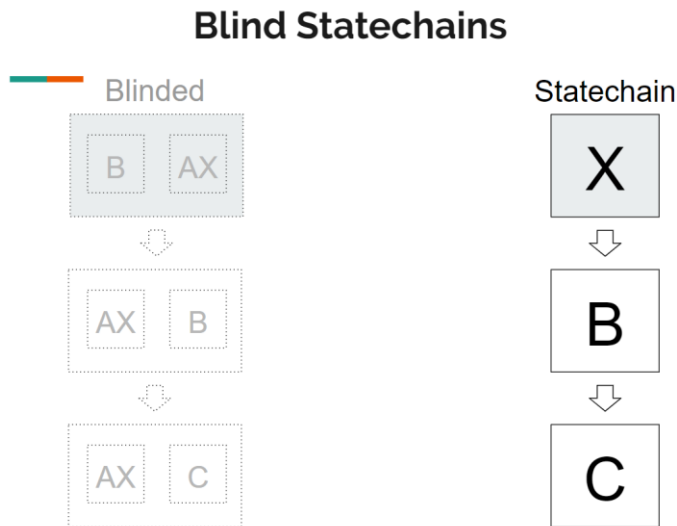 Blind Statechains
Blinded
Statechain
B AX
X
AX B
B
AX C
C